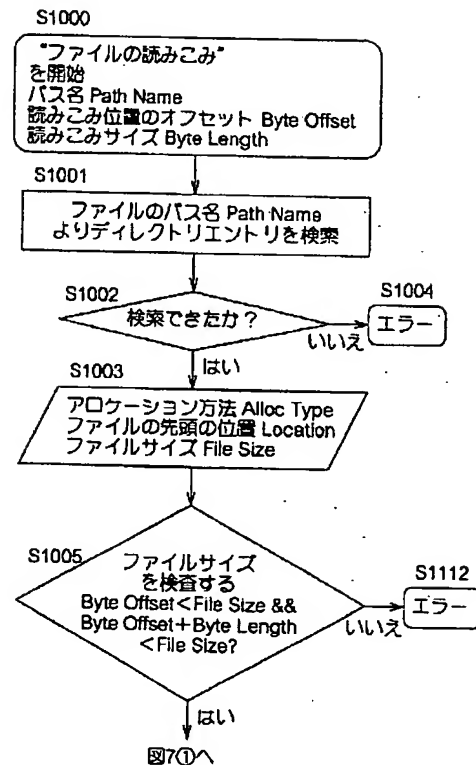 S1000
"ファイルの読みこみ"
を開始
パス名 Path Name
読みこみ位置のオフセット Byte Offset
読みこみサイズ Byte Length
S1001
ファイルのパス名 Path Name
よりディレクトリエントリを検索
S1002
検索できたか？
S1004
エラー
いいえ
はい
S1003
アロケーション方法 Alloc Type
ファイルの先頭の位置 Location
ファイルサイズ File Size
S1005
ファイルサイズ
を検査する
Byte Offset<File Size &&
Byte Offset+Byte Length
<File Size?
S1112
エラー
いいえ
はい
図7①へ